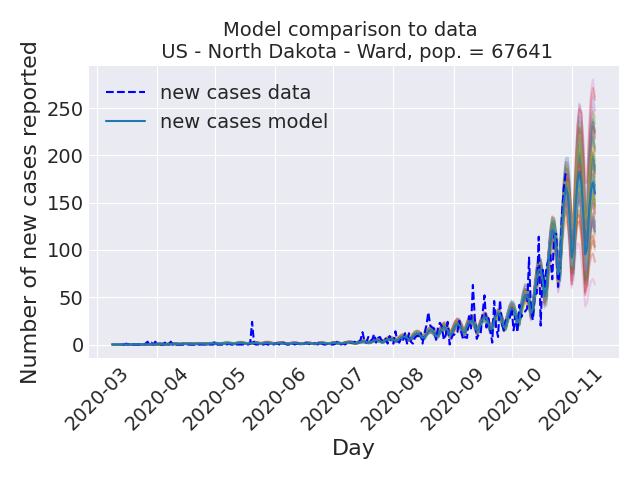 Model comparison to data
US - North Dakota - Ward, pop. = 67641
Number of new cases reported
new cases data
new cases model
250
200
150
100
50
0
2020-03
2020-04
2020-05
2020-06
2020-07
2020-08
2020-09
2020-10
2020-11
Day